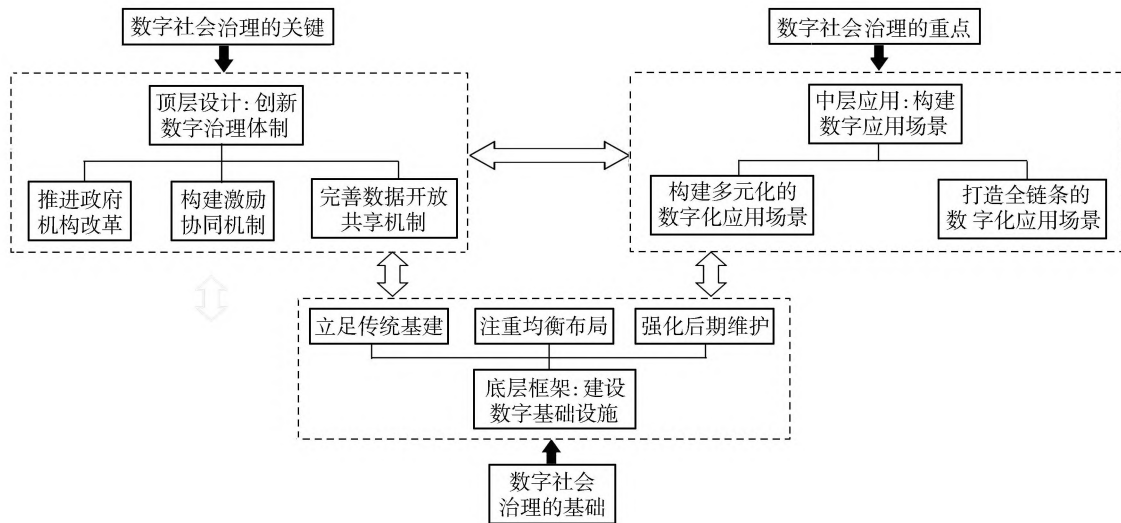 数字社会治理的关键
数字社会治理的重点
顶层设计:创新
数字治理体制
推进政府
机构改革
构建激励
协同机制
完善数据开放
共享机制
中层应用:构建
数字应用场景
构建多元化的
数字化应用场景
打造全链条的
数 字化应用场景
立足传统基建
注重均衡布局
强化后期维护
底层框架:建设
数字基础设施
数字社会
治理的基础